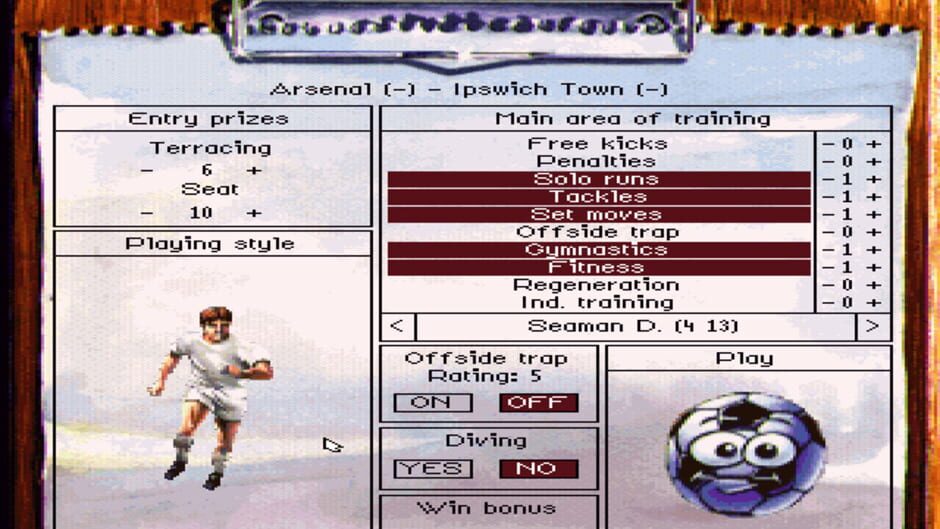 Arsenal (-) - Ipswich Town (-)
Entry prizes
Terracing
- 6 +
Seat
- 10 +
Playing style
Main area of training
Free kicks - 0 +
Penalties - 0 +
Solo runs - 1 +
Tackles - 1 +
Set moves - 1 +
Offside trap - 0 +
Gymnastics - 1 +
Fitness - 1 +
Regeneration - 0 +
Ind. training - 0 +
< Seaman D. (4 13) >
Offside trap
Rating: 5
ON OFF
Diving
YES NO
Win bonus
Play